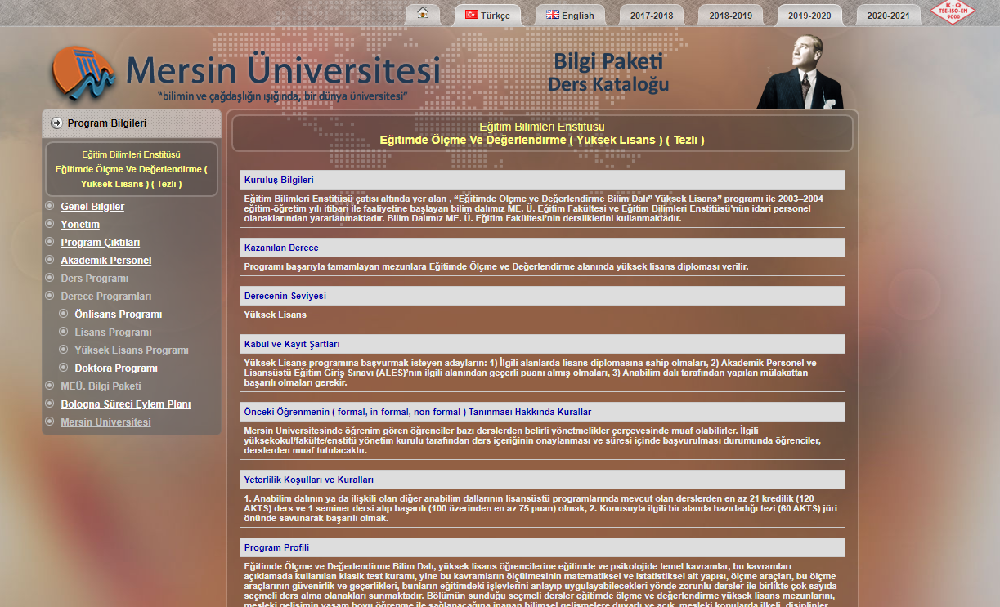 Türkçe
English
2017-2018
2018-2019
2019-2020
2020-2021
K - Q
TSE-ISO-EN
9000
Mersin Üniversitesi
"bilimin ve çağdaşlığın ışığında, bir dünya üniversitesi"
Bilgi Paketi
Ders Kataloğu
Program Bilgileri
Eğitim Bilimleri Enstitüsü
Eğitimde Ölçme Ve Değerlendirme (
Yüksek Lisans ) ( Tezli )
Genel Bilgiler
Yönetim
Program Çıktıları
Akademik Personel
Ders Programı
Derece Programları
Önlisans Programı
Lisans Programı
Yüksek Lisans Programı
Doktora Programı
MEÜ. Bilgi Paketi
Bologna Süreci Eylem Planı
Mersin Üniversitesi
Eğitim Bilimleri Enstitüsü
Eğitimde Ölçme Ve Değerlendirme ( Yüksek Lisans ) ( Tezli )
Kuruluş Bilgileri
Eğitim Bilimleri Enstitüsü çatısı altında yer alan , “Eğitimde Ölçme ve Değerlendirme Bilim Dalı” Yüksek Lisans” programı ile 2003–2004
eğitim-öğretim yılı itibari ile faaliyetine başlayan bilim dalımız ME. Ü. Eğitim Fakültesi ve Eğitim Bilimleri Enstitüsü’nün idari personel
olanaklarından yararlanmaktadır. Bilim Dalımız ME. Ü. Eğitim Fakültesi’nin dersliklerini kullanmaktadır.
Kazanılan Derece
Programı başarıyla tamamlayan mezunlara Eğitimde Ölçme ve Değerlendirme alanında yüksek lisans diploması verilir.
Derecenin Seviyesi
Yüksek Lisans
Kabul ve Kayıt Şartları
Yüksek Lisans programına başvurmak isteyen adayların: 1) İlgili alanlarda lisans diplomasına sahip olmaları, 2) Akademik Personel ve
Lisansüstü Eğitim Giriş Sınavı (ALES)’nın ilgili alanından geçerli puanı almış olmaları, 3) Anabilim dalı tarafından yapılan mülakattan
başarılı olmaları gerekir.
Önceki Öğrenmenin ( formal, in-formal, non-formal ) Tanınması Hakkında Kurallar
Mersin Üniversitesinde öğrenim gören öğrenciler bazı derslerden belirli yönetmelikler çerçevesinde muaf olabilirler. İlgili
yüksekokul/fakülte/enstitü yönetim kurulu tarafından ders içeriğinin onaylanması ve süresi içinde başvurulması durumunda öğrenciler,
derslerden muaf tutulacaktır.
Yeterlilik Koşulları ve Kuralları
1. Anabilim dalının ya da ilişkili olan diğer anabilim dallarının lisansüstü programlarında mevcut olan derslerden en az 21 kredilik (120
AKTS) ders ve 1 seminer dersi alıp başarılı (100 üzerinden en az 75 puan) olmak, 2. Konusuyla ilgili bir alanda hazırladığı tezi (60 AKTS) jüri
önünde savunarak başarılı olmak.
Program Profili
Eğitimde Ölçme ve Değerlendirme Bilim Dalı, yüksek lisans öğrencilerine eğitimde ve psikolojide temel kavramlar, bu kavramları
açıklamada kullanılan klasik test kuramı, yine bu kavramların ölçülmesinin matematiksel ve istatistiksel alt yapısı, ölçme araçları, bu ölçme
araçlarının güvenirlik ve geçerlikleri, bunların eğitimdeki işlevlerini anlayıp uygulayabilecekleri yönde zorunlu dersler ile birlikte çok sayıda
seçmeli ders alma olanakları sunmaktadır. Bölümün sunduğu seçmeli dersler eğitimde ölçme ve değerlendirme yüksek lisans mezunlarını,
mesleki gelişimin yaşam boyu öğrenme ile sağlanacağına inanan bilimsel gelişmelere duyarlı ve açık, mesleki konularda ilkeli, disiplinler